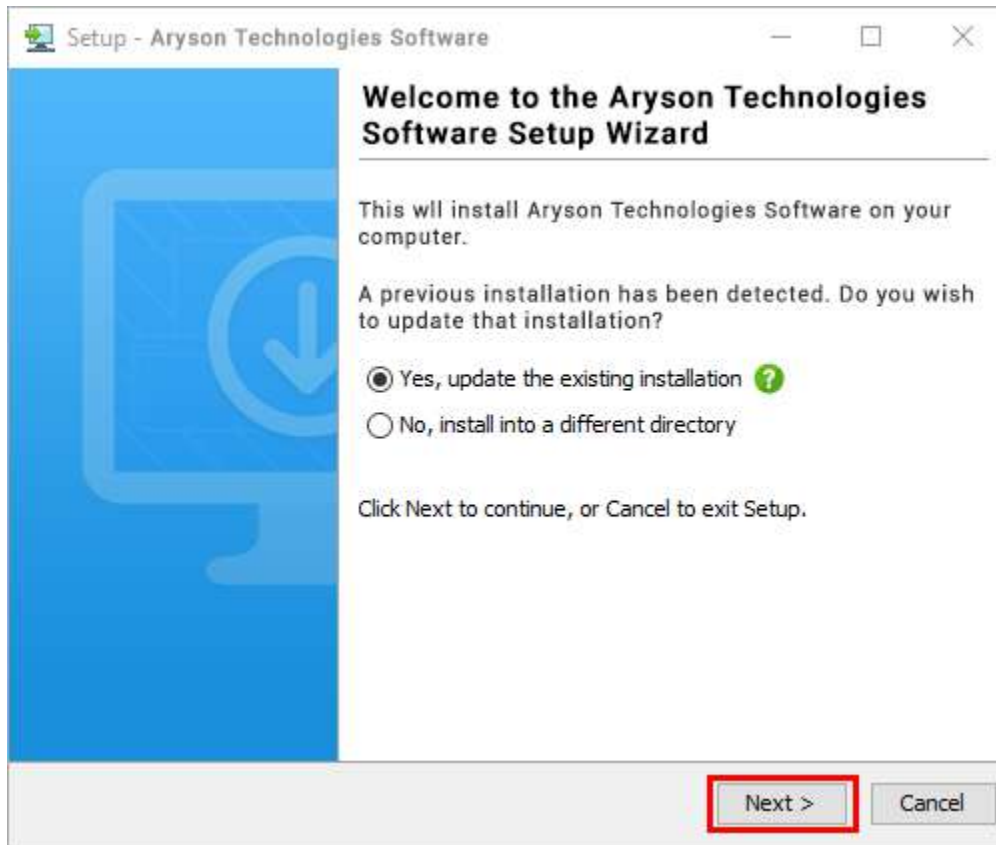 Setup - Aryson Technologies Software
Welcome to the Aryson Technologies
Software Setup Wizard
This wll install Aryson Technologies Software on your
computer.
A previous installation has been detected. Do you wish
to update that installation?
Yes, update the existing installation ?
No, install into a different directory
Click Next to continue, or Cancel to exit Setup.
Next > Cancel